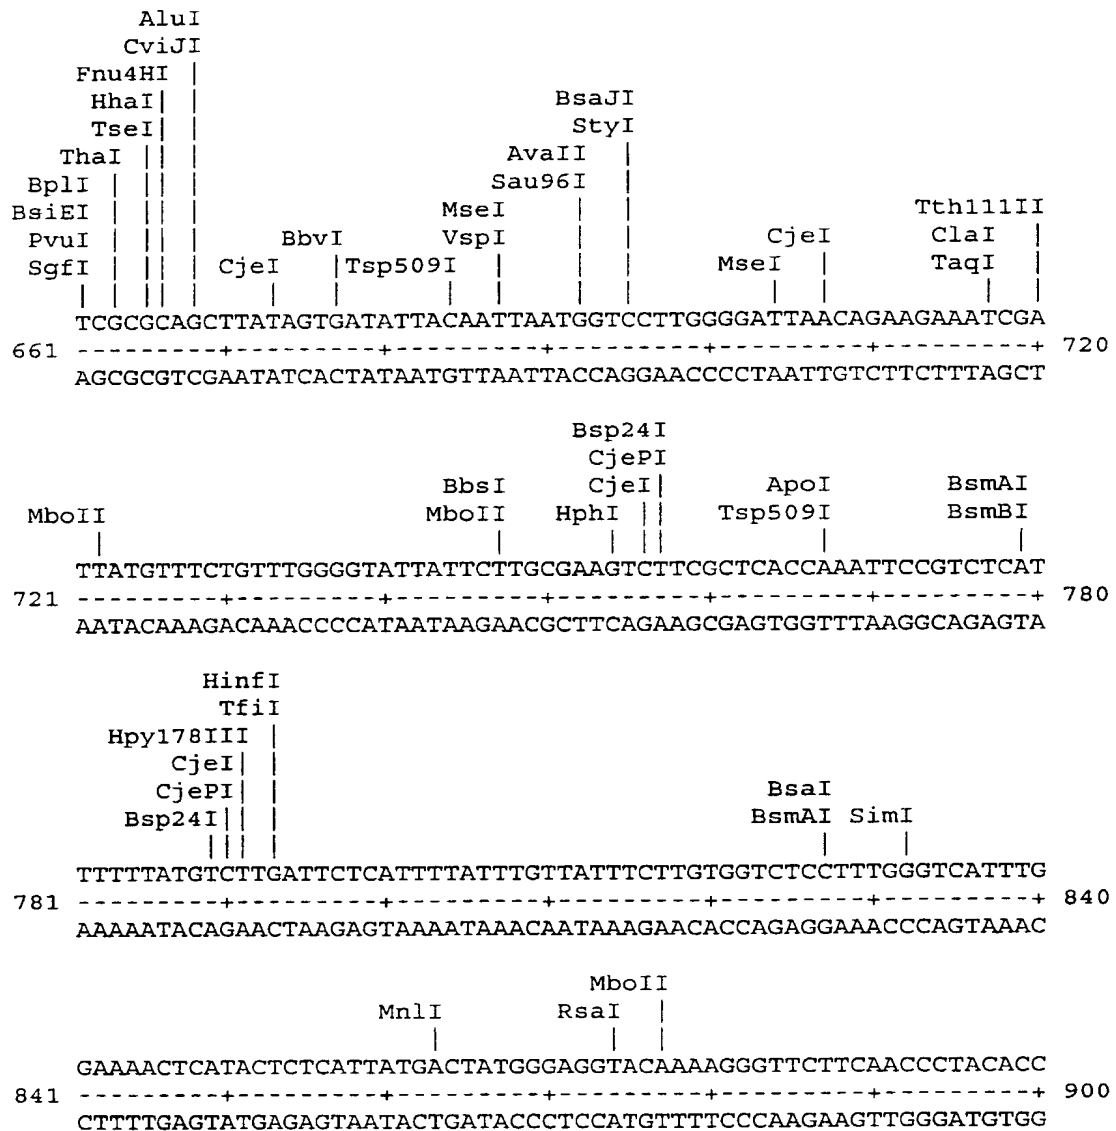 AluI
CviJI
Fnu4HI
HhaI BsaJI
TseI StyI
ThaI AvaII
BplI Sau96I
BsiEI MseI Tth111II
PvuI BbvI VspI CjeI ClaI
SgfI CjeI Tsp509I MseI TaqI
TCGCGCAGCTTATAGTGATATTACAATTAATGGTCCTTGGGGATTAACAGAAGAAATCGA
661 ---------+---------+---------+---------+---------+---------+ 720
AGCGCGTCGAATATCACTATAATGTTAATTACCAGGAACCCCTAATTGTCTTCTTTAGCT
Bsp24I
CjePI
BbsI CjeI ApoI BsmAI
MboII MboII HphI Tsp509I BsmBI
TTATGTTTCTGTTTGGGGTATTATTCTTGCGAAGTCTTCGCTCACCAAATTCCGTCTCAT
721 ---------+---------+---------+---------+---------+---------+ 780
AATACAAAGACAAACCCCATAATAAGAACGCTTCAGAAGCGAGTGGTTTAAGGCAGAGTA
HinfI
TfiI
Hpy178III
CjeI
CjePI BsaI
Bsp24I BsmAI SimI
TTTTTATGTCTTGATTCTCATTTTATTTGTTATTTCTTGTGGTCTCCTTTGGGTCATTTG
781 ---------+---------+---------+---------+---------+---------+ 840
AAAAATACAGAACTAAGAGTAAAATAAACAATAAAGAACACCAGAGGAAACCCAGTAAAC
MboII
MnlI RsaI
GAAAACTCATACTCTCATTATGACTATGGGAGGTACAAAAGGGTTCTTCAACCCTACACC
841 ---------+---------+---------+---------+---------+---------+ 900
CTTTTGAGTATGAGAGTAATACTGATACCCTCCATGTTTTCCCAAGAAGTTGGGATGTGG